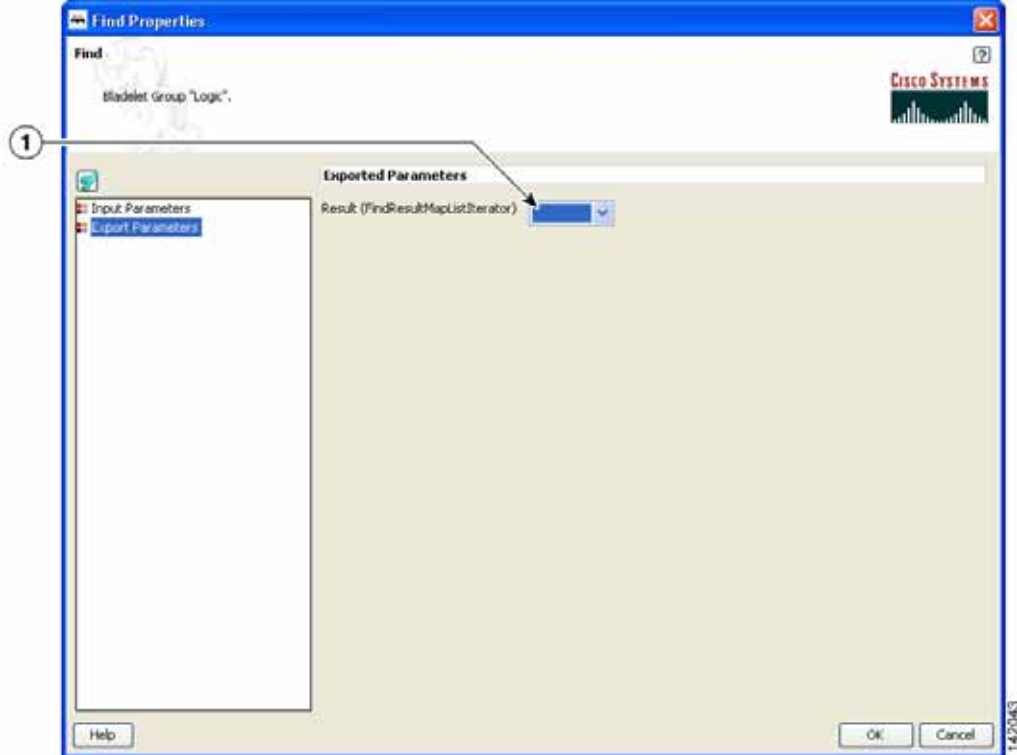 Find Properties
Find
Bladelet Group "Logic".
CISCO SYSTEMS
1
Exported Parameters
Input Parameters
Result (FindResultMapListIterator)
Export Parameters
Help
OK
Cancel
142043